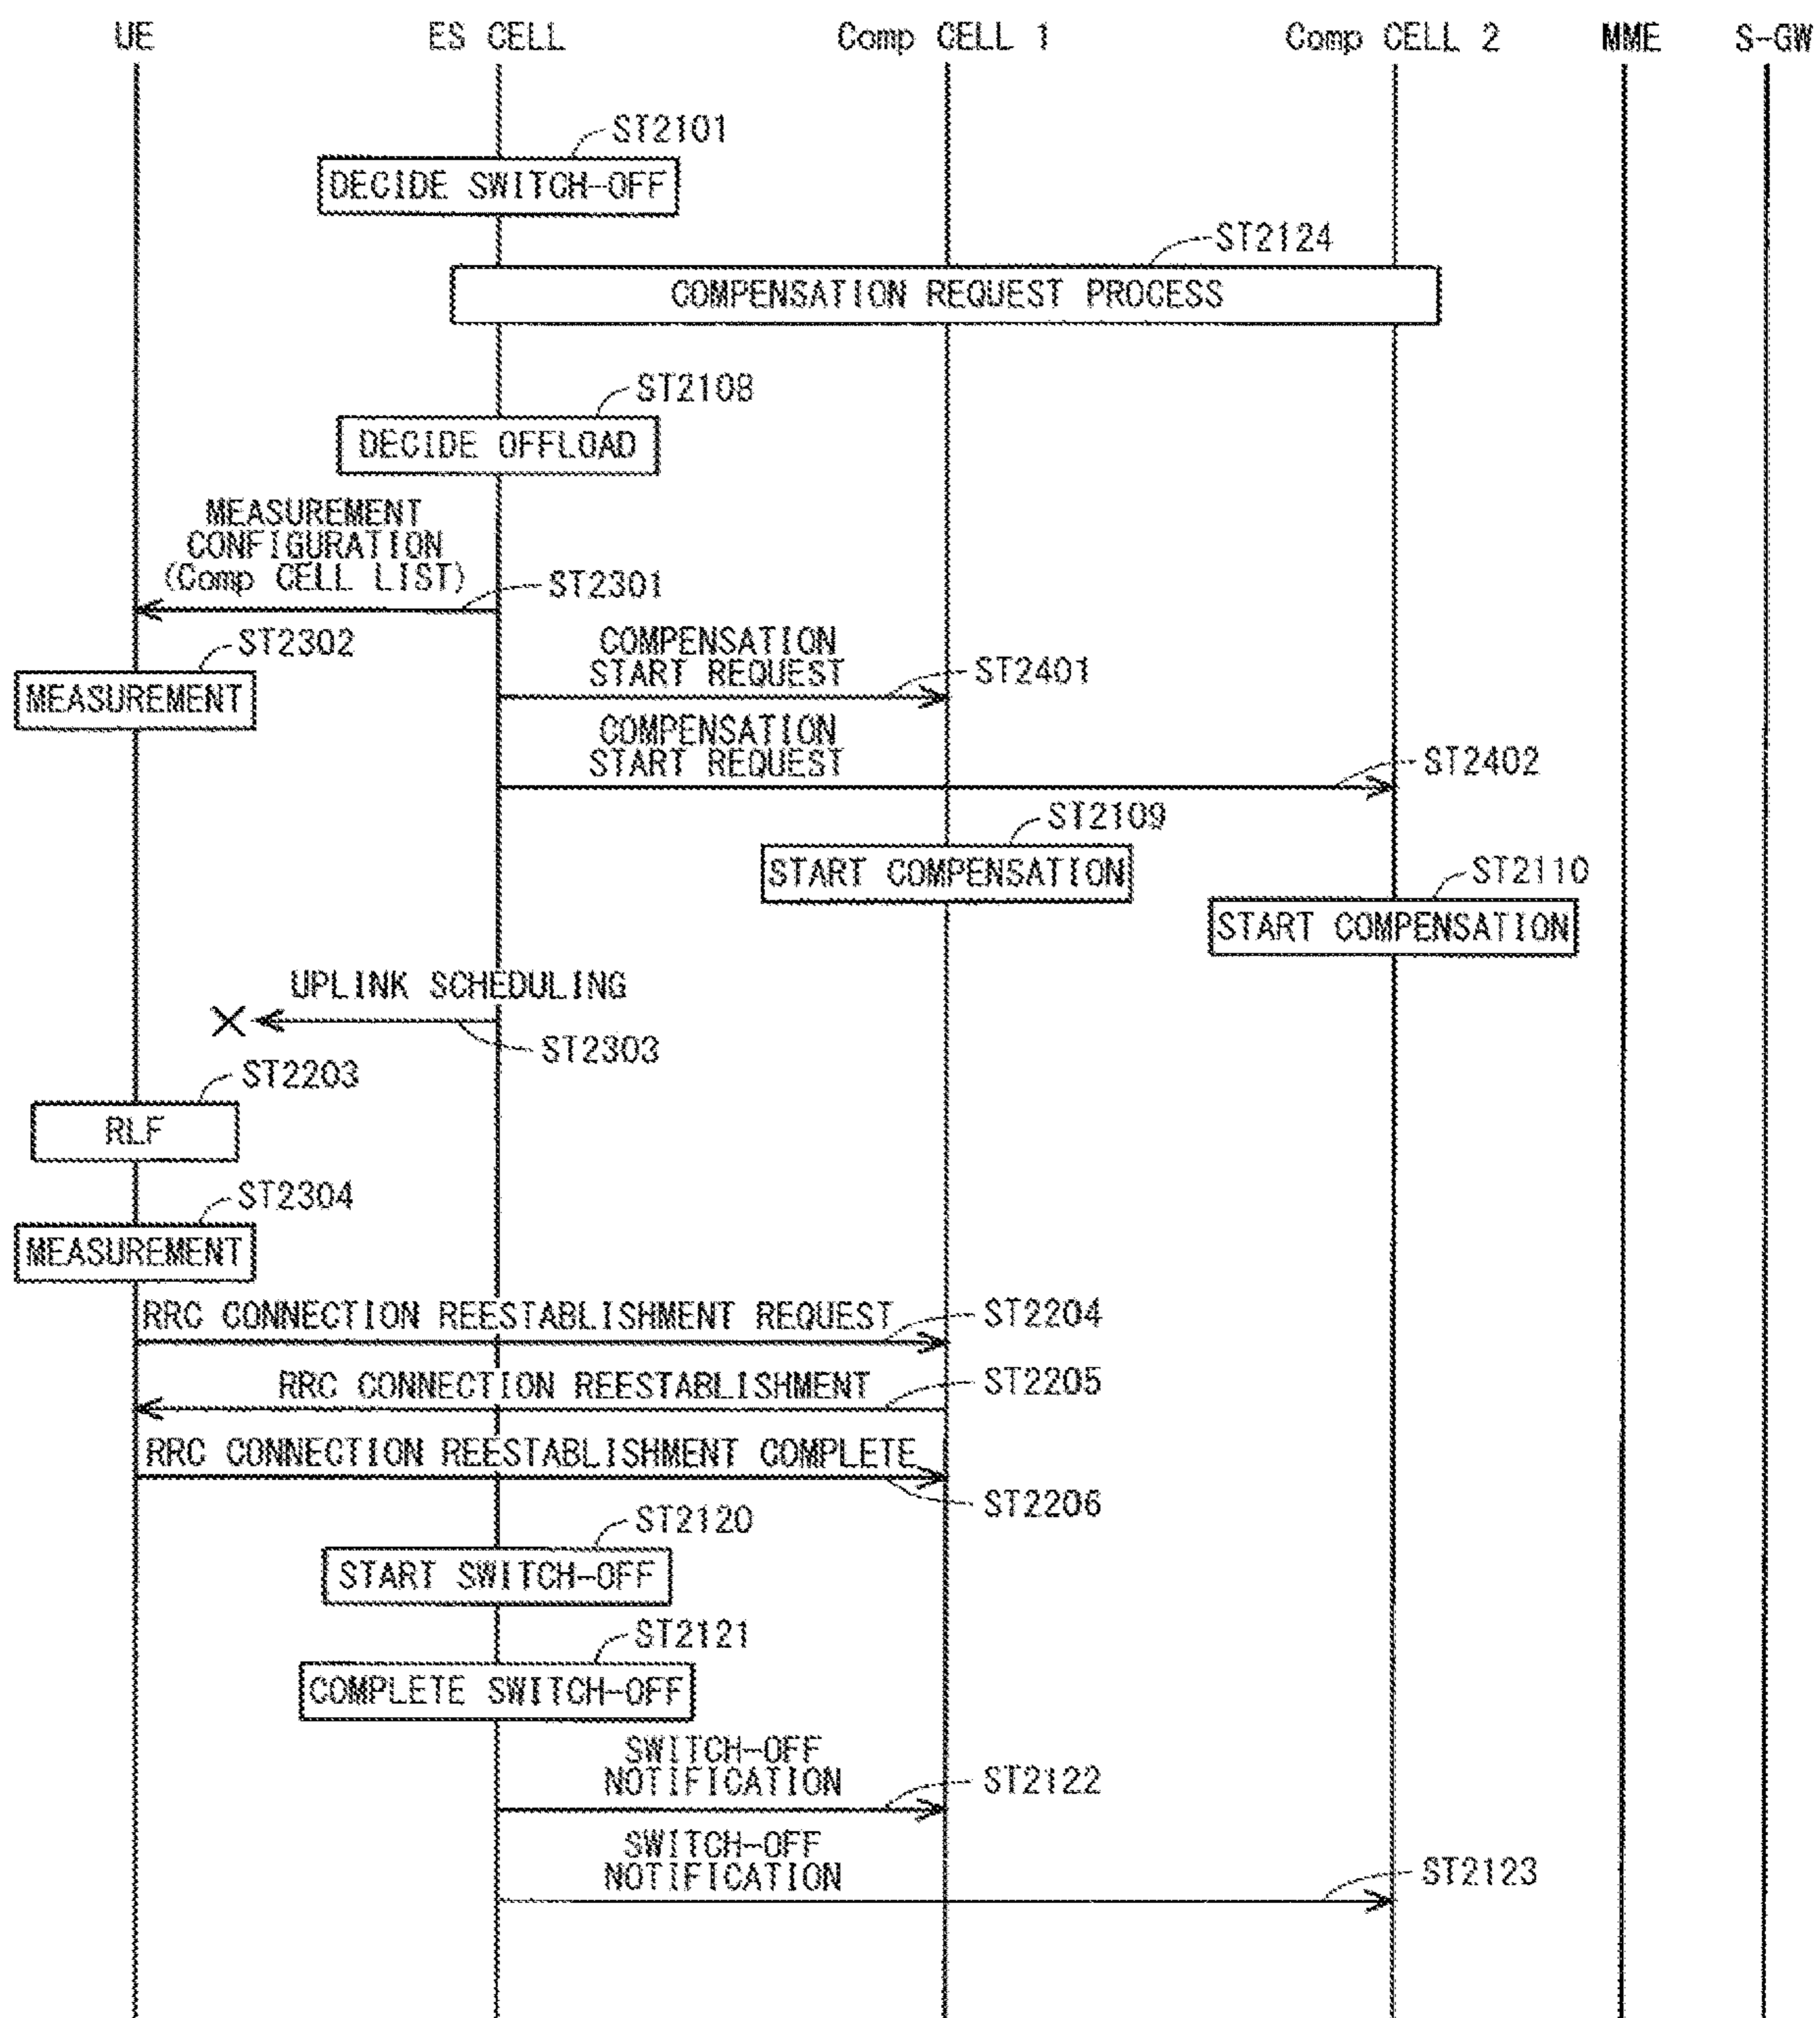 UE ES CELL Comp CELL 1 Comp CELL 2 MME S-GW
ST2101
DECIDE SWITCH-OFF
ST2124
COMPENSATION REQUEST PROCESS
ST2108
DECIDE OFFLOAD
MEASUREMENT
CONFIGURATION
(Comp CELL LIST)
ST2301
ST2302
MEASUREMENT
COMPENSATION
START REQUEST
ST2401
COMPENSATION
START REQUEST
ST2402
ST2109
START COMPENSATION
ST2110
START COMPENSATION
UPLINK SCHEDULING
ST2303
ST2203
RLF
ST2304
MEASUREMENT
RRC CONNECTION REESTABLISHMENT REQUEST
ST2204
RRC CONNECTION REESTABLISHMENT
ST2205
RRC CONNECTION REESTABLISHMENT COMPLETE
ST2206
ST2120
START SWITCH-OFF
ST2121
COMPLETE SWITCH-OFF
SWITCH-OFF
NOTIFICATION
ST2122
SWITCH-OFF
NOTIFICATION
ST2123